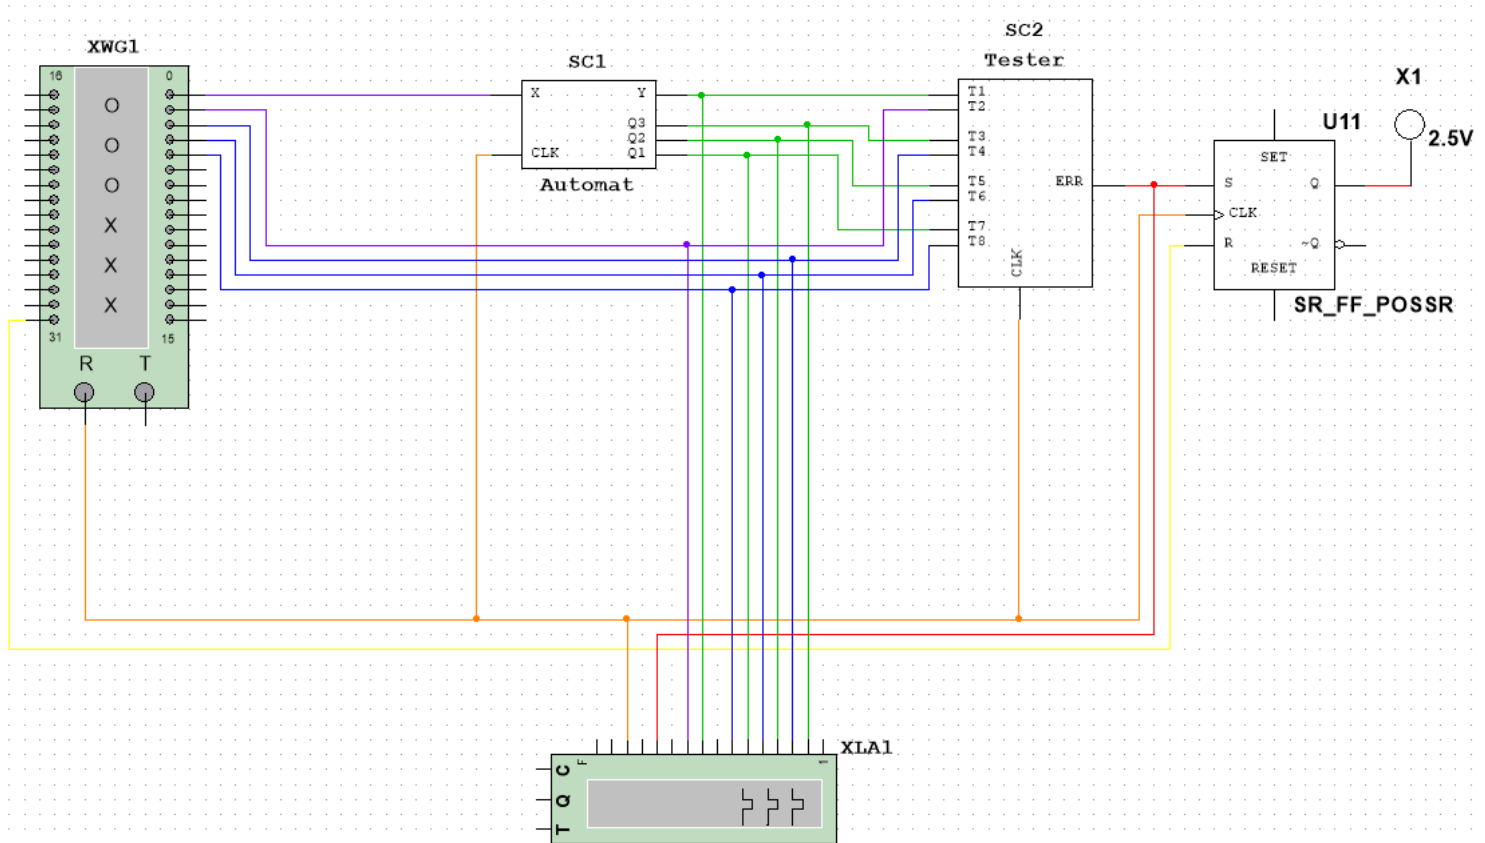 XWG1
16 0
O
O
O
X
X
X
31 15
R T
SC1
X Y
Q3
Q2
CLK Q1
Automat
SC2
Tester
T1
T2
T3
T4
T5 ERR
T6
T7
T8
CLK
X1
2.5V
U11
SET
S Q
CLK
R ~Q
RESET
SR_FF_POSSR
XLA1
F 1
C
Q
T